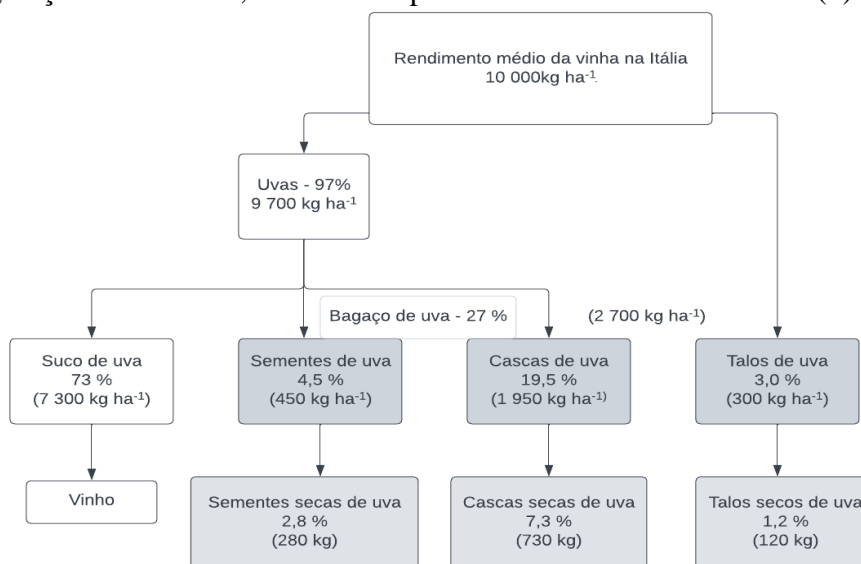 Rendimento médio da vinha na Itália
10 000kg ha⁻¹.
Uvas - 97%
9 700 kg ha⁻¹
Bagaço de uva - 27 %
(2 700 kg ha⁻¹)
Suco de uva
73 %
(7 300 kg ha⁻¹)
Sementes de uva
4,5 %
(450 kg ha⁻¹)
Cascas de uva
19,5 %
(1 950 kg ha⁻¹⁾
Talos de uva
3,0 %
(300 kg ha⁻¹)
Vinho
Sementes secas de uva
2,8 %
(280 kg)
Cascas secas de uva
7,3 %
(730 kg)
Talos secos de uva
1,2 %
(120 kg)